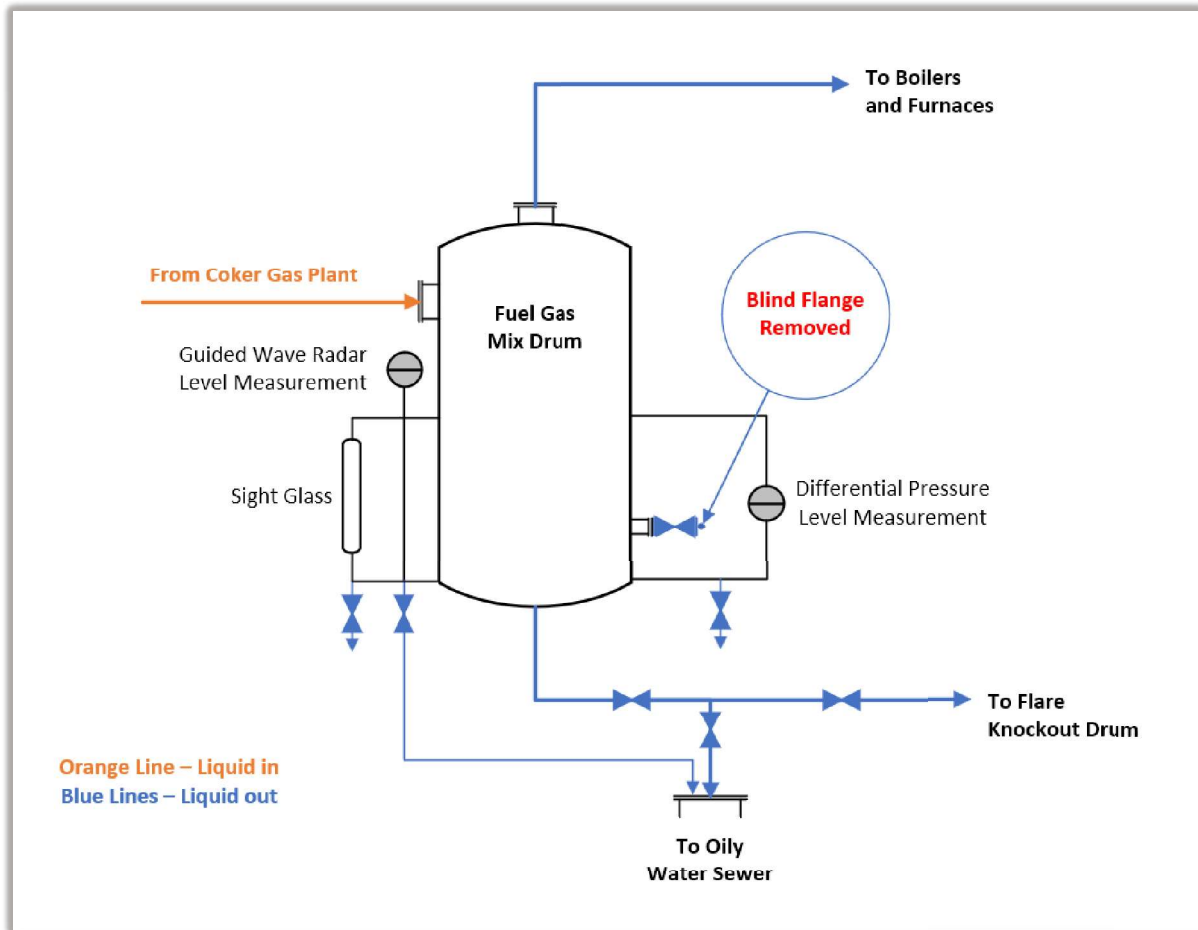 To Boilers
and Furnaces
From Coker Gas Plant
Fuel Gas
Mix Drum
Blind Flange
Removed
Guided Wave Radar
Level Measurement
Sight Glass
Differential Pressure
Level Measurement
To Flare
Knockout Drum
Orange Line – Liquid in
Blue Lines – Liquid out
To Oily
Water Sewer